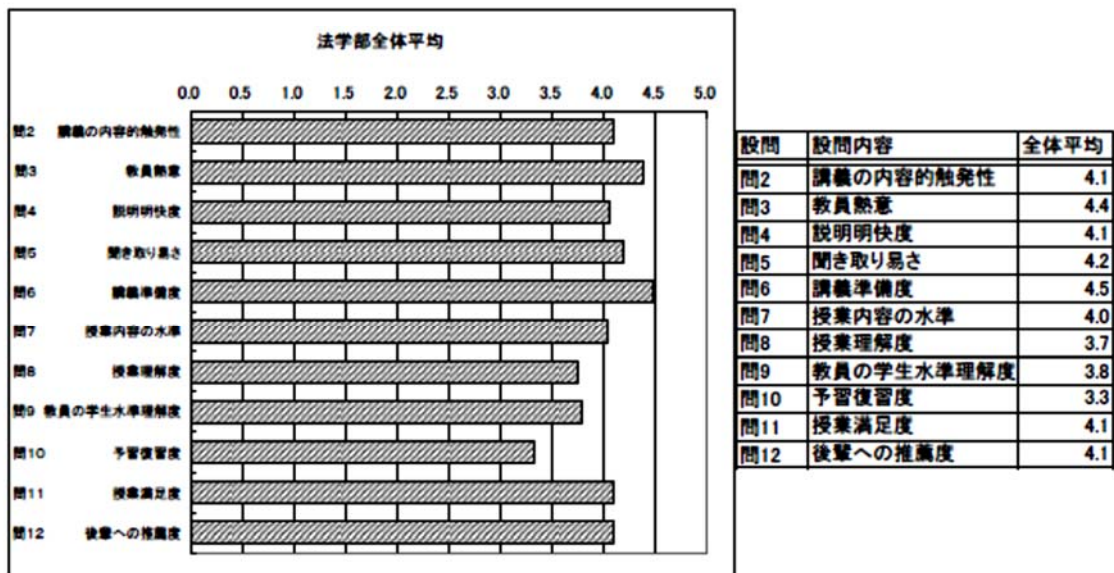 法学部全体平均
0.0 0.5 1.0 1.5 2.0 2.5 3.0 3.5 4.0 4.5 5.0
問2 講義の内容的触発性
問3 教員熱意
問4 説明明快度
問5 聞き取り易さ
問6 講義準備度
問7 授業内容の水準
問8 授業理解度
問9 教員の学生水準理解度
問10 予習復習度
問11 授業満足度
問12 後輩への推薦度
設問 設問内容 全体平均
問2 講義の内容的触発性 4.1
問3 教員熱意 4.4
問4 説明明快度 4.1
問5 聞き取り易さ 4.2
問6 講義準備度 4.5
問7 授業内容の水準 4.0
問8 授業理解度 3.7
問9 教員の学生水準理解度 3.8
問10 予習復習度 3.3
問11 授業満足度 4.1
問12 後輩への推薦度 4.1